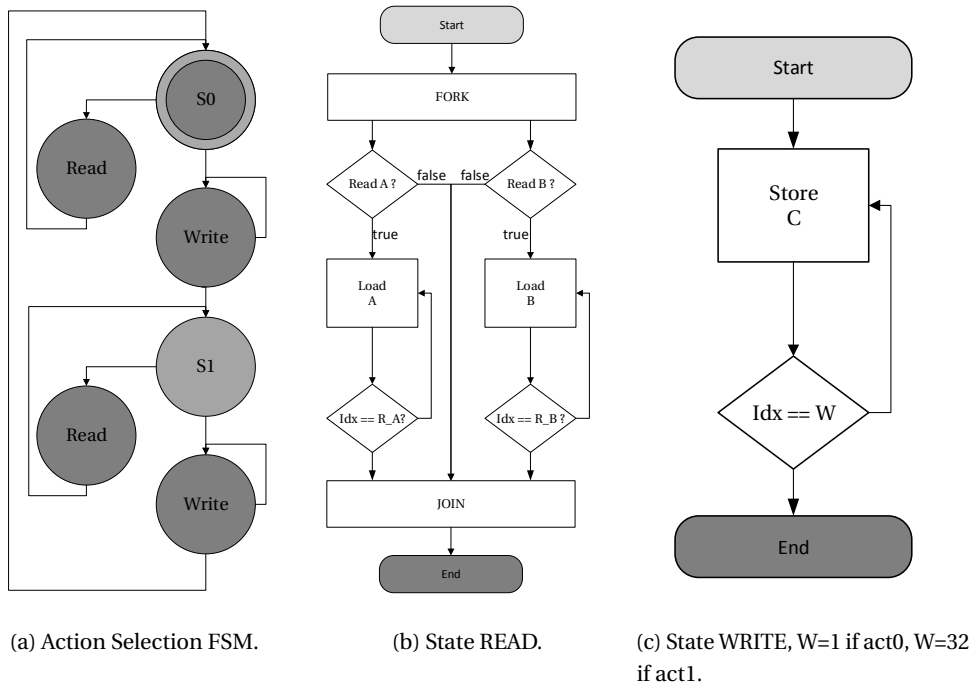 S0
Read
Write
S1
Read
Write
(a) Action Selection FSM.
Start
FORK
Read A ?
false
false
Read B ?
true
true
Load
A
Load
B
Idx == R_A?
Idx == R_B ?
JOIN
End
(b) State READ.
Start
Store
C
Idx == W
End
(c) State WRITE, W=1 if act0, W=32
if act1.